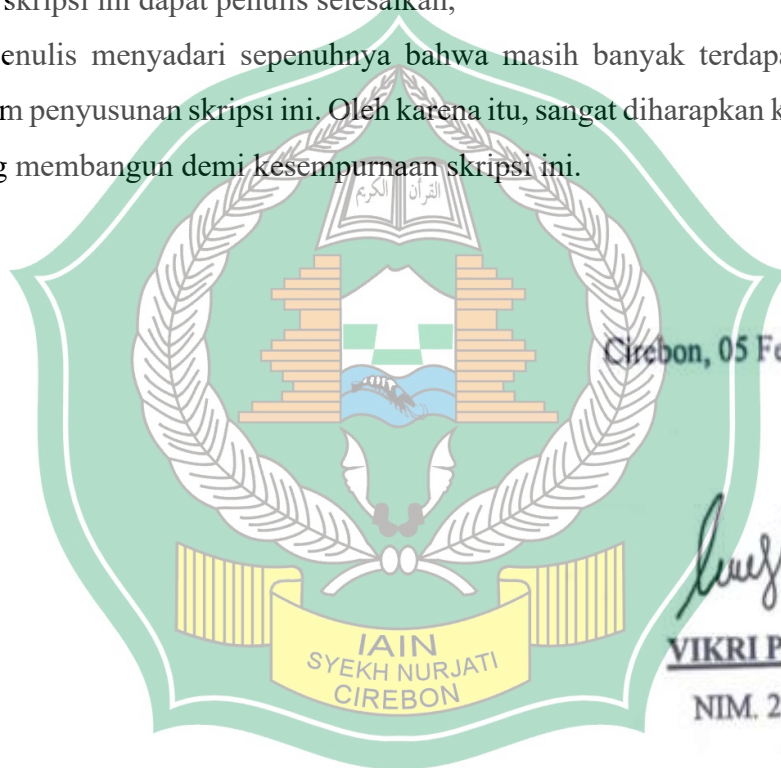 skripsi ini dapat penulis selesaikan,
enulis menyadari sepenuhnya bahwa masih banyak terdapa
m penyusunan skripsi ini. Oleh karena itu, sangat diharapkan k
g membangun demi kesempurnaan skripsi ini.
القرآن الكريم
Cirebon, 05 Fe
VIKRI P
NIM. 2
IAIN
SYEKH NURJATI
CIREBON